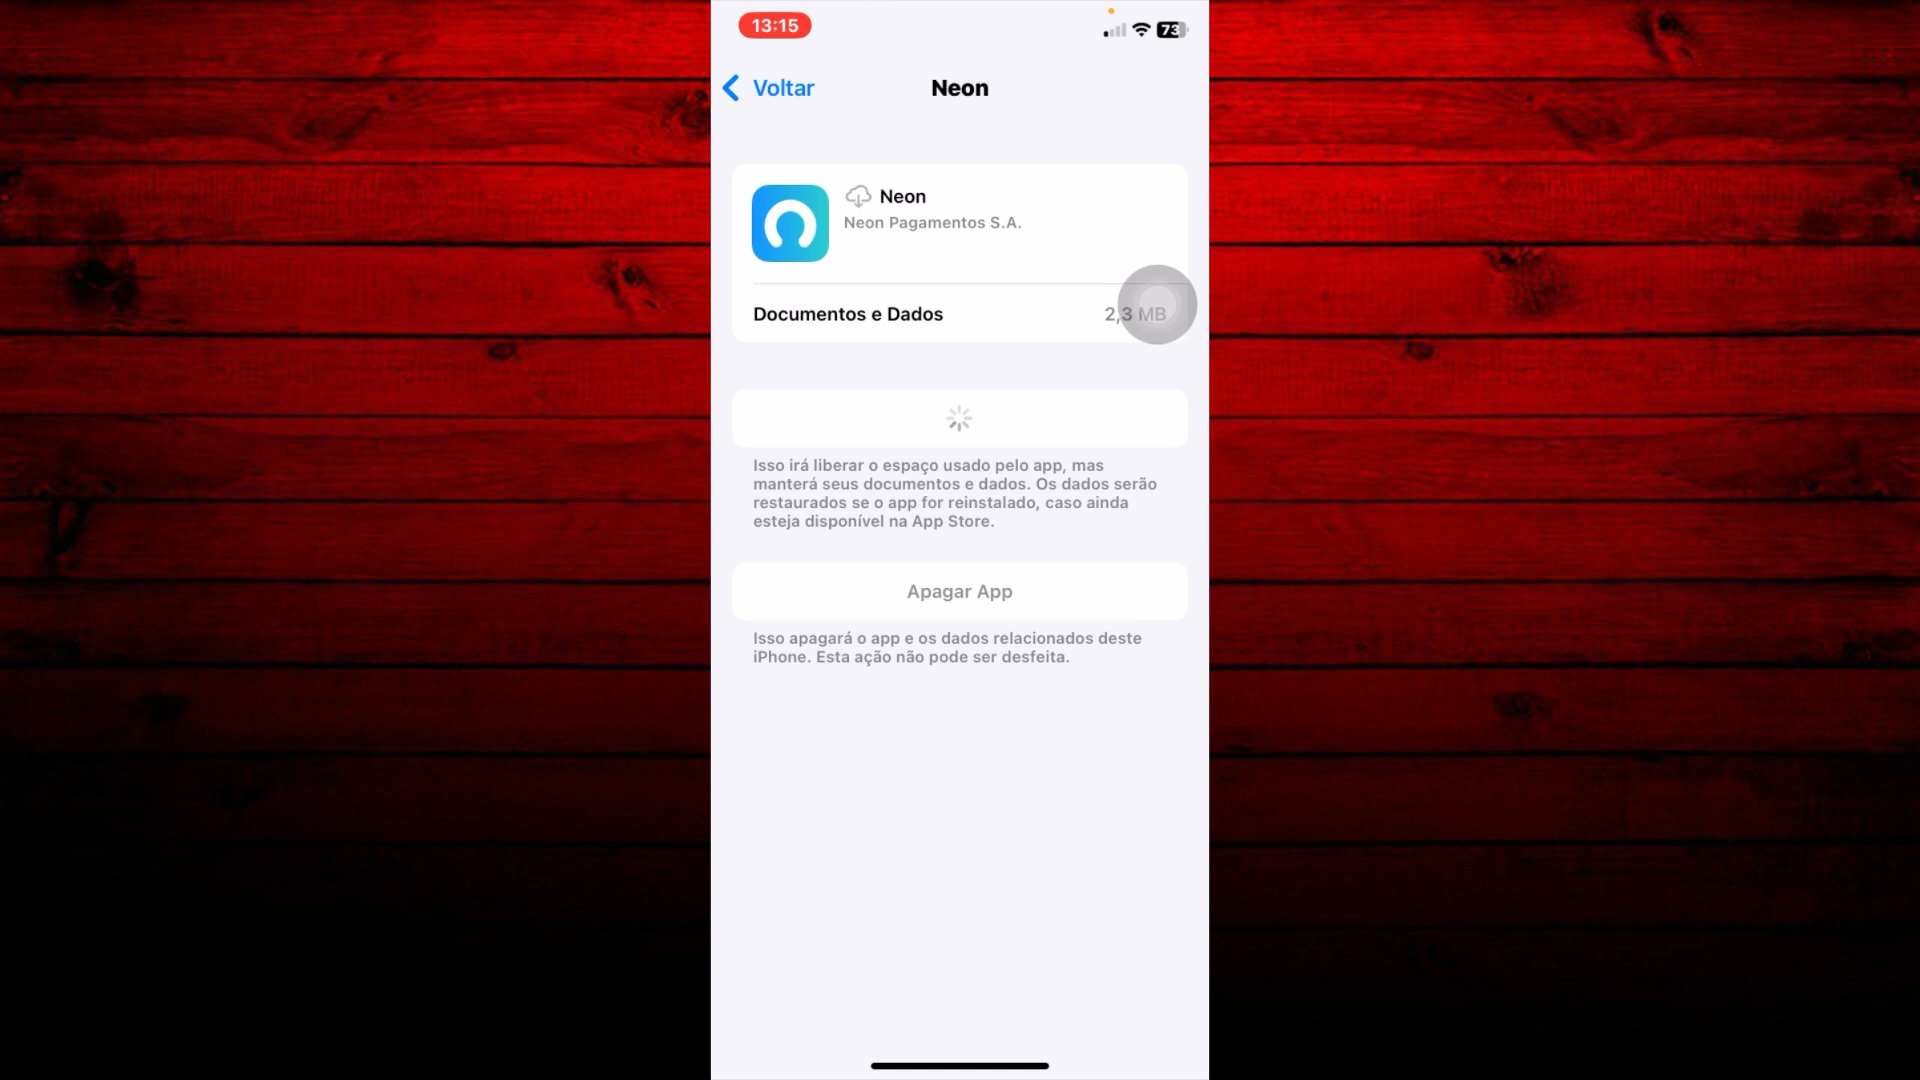 13:15
73
Voltar
Neon
Neon
Neon Pagamentos S.A.
Documentos e Dados
2,3 MB
Isso irá liberar o espaço usado pelo app, mas
manterá seus documentos e dados. Os dados serão
restaurados se o app for reinstalado, caso ainda
esteja disponível na App Store.
Apagar App
Isso apagará o app e os dados relacionados deste
iPhone. Esta ação não pode ser desfeita.